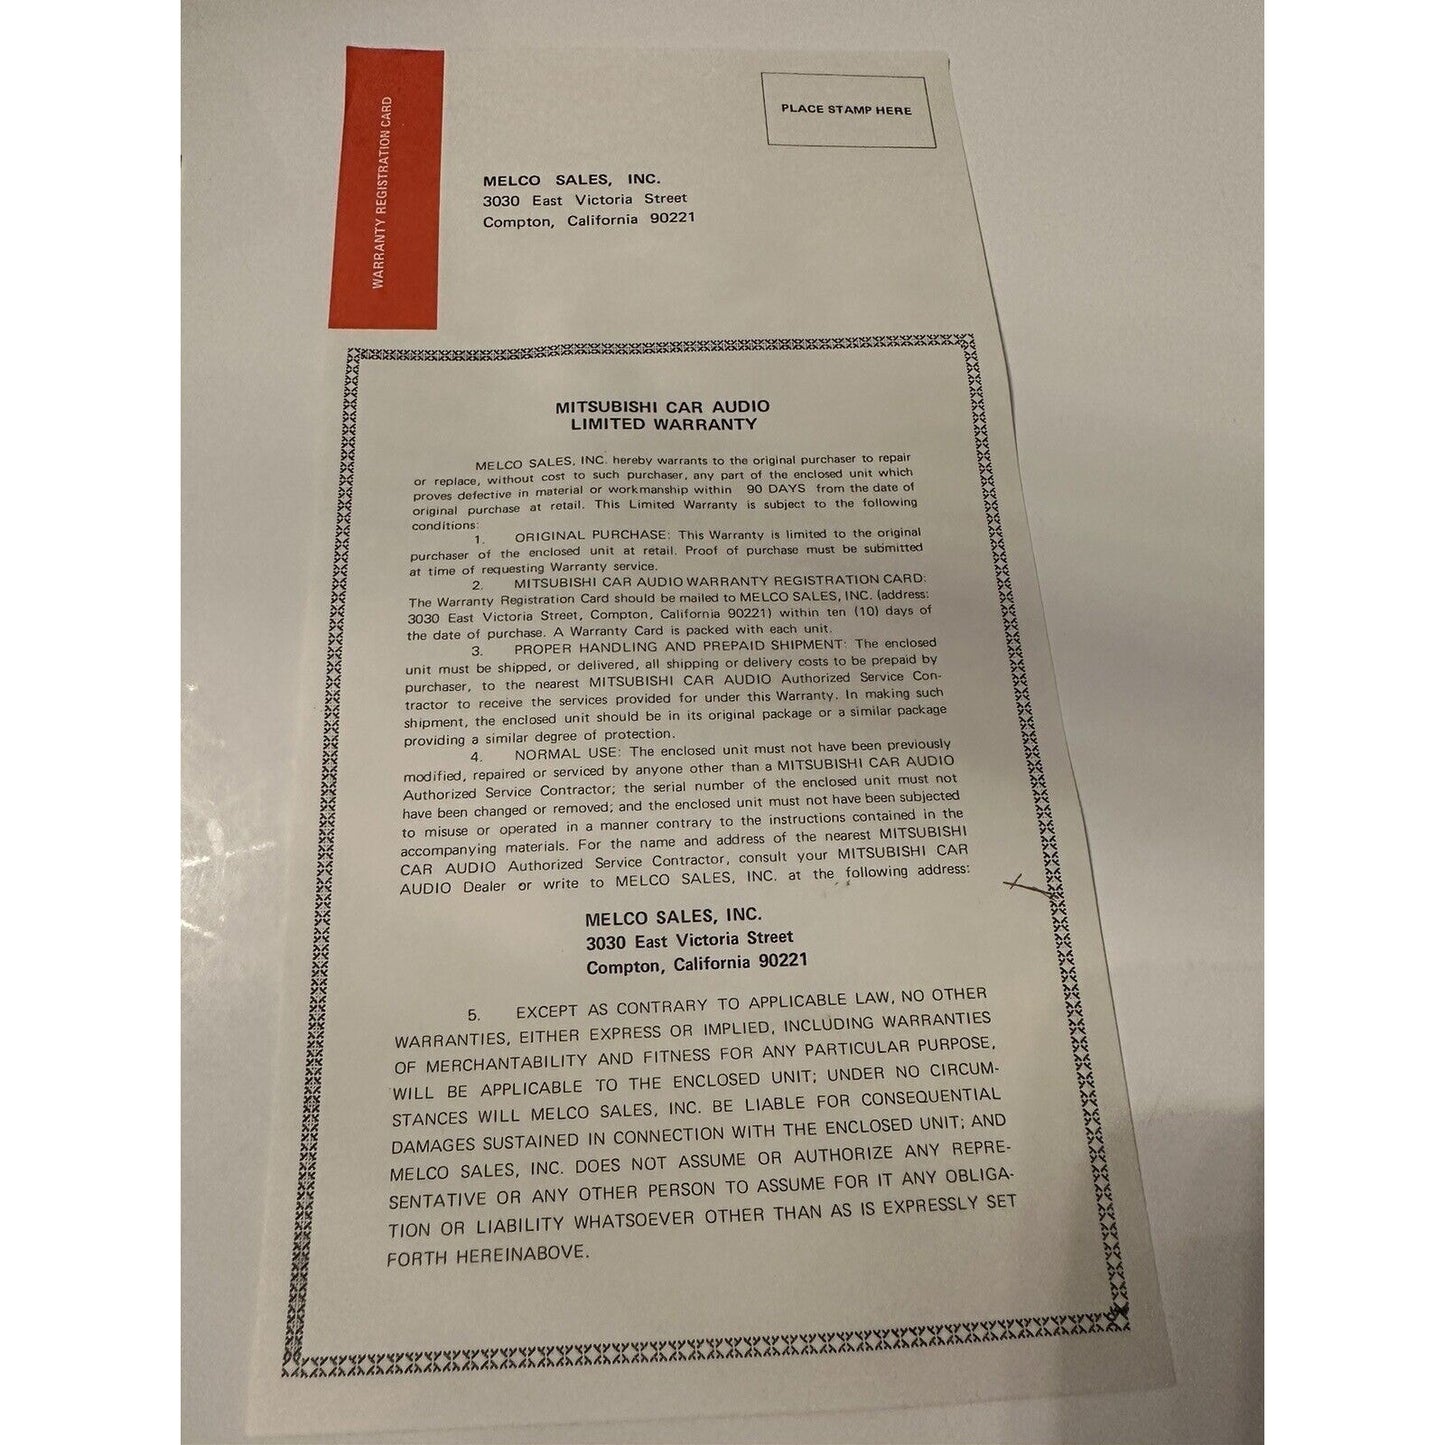 WARRANTY REGISTRATION CARD
PLACE STAMP HERE
MELCO SALES, INC.
3030 East Victoria Street
Compton, California 90221
MITSUBISHI CAR AUDIO
LIMITED WARRANTY
MELCO SALES, INC. hereby warrants to the original purchaser to repair
or replace, without cost to such purchaser, any part of the enclosed unit which
proves defective in material or workmanship within 90 DAYS from the date of
original purchase at retail. This Limited Warranty is subject to the following
conditions:
1. ORIGINAL PURCHASE: This Warranty is limited to the original
purchaser of the enclosed unit at retail. Proof of purchase must be submitted
at time of requesting Warranty service.
2. MITSUBISHI CAR AUDIO WARRANTY REGISTRATION CARD:
The Warranty Registration Card should be mailed to MELCO SALES, INC. (address:
3030 East Victoria Street, Compton, California 90221) within ten (10) days of
the date of purchase. A Warranty Card is packed with each unit.
3. PROPER HANDLING AND PREPAID SHIPMENT: The enclosed
unit must be shipped, or delivered, all shipping or delivery costs to be prepaid by
purchaser, to the nearest MITSUBISHI CAR AUDIO Authorized Service Con-
tractor to receive the services provided for under this Warranty. In making such
shipment, the enclosed unit should be in its original package or a similar package
providing a similar degree of protection.
4. NORMAL USE: The enclosed unit must not have been previously
modified, repaired or serviced by anyone other than a MITSUBISHI CAR AUDIO
Authorized Service Contractor; the serial number of the enclosed unit must not
have been changed or removed; and the enclosed unit must not have been subjected
to misuse or operated in a manner contrary to the instructions contained in the
accompanying materials. For the name and address of the nearest MITSUBISHI
CAR AUDIO Authorized Service Contractor, consult your MITSUBISHI CAR
AUDIO Dealer or write to MELCO SALES, INC. at the following address:
MELCO SALES, INC.
3030 East Victoria Street
Compton, California 90221
5. EXCEPT AS CONTRARY TO APPLICABLE LAW, NO OTHER
WARRANTIES, EITHER EXPRESS OR IMPLIED, INCLUDING WARRANTIES
OF MERCHANTABILITY AND FITNESS FOR ANY PARTICULAR PURPOSE,
WILL BE APPLICABLE TO THE ENCLOSED UNIT; UNDER NO CIRCUM-
STANCES WILL MELCO SALES, INC. BE LIABLE FOR CONSEQUENTIAL
DAMAGES SUSTAINED IN CONNECTION WITH THE ENCLOSED UNIT; AND
MELCO SALES, INC. DOES NOT ASSUME OR AUTHORIZE ANY REPRE-
SENTATIVE OR ANY OTHER PERSON TO ASSUME FOR IT ANY OBLIGA-
TION OR LIABILITY WHATSOEVER OTHER THAN AS IS EXPRESSLY SET
FORTH HEREINABOVE.